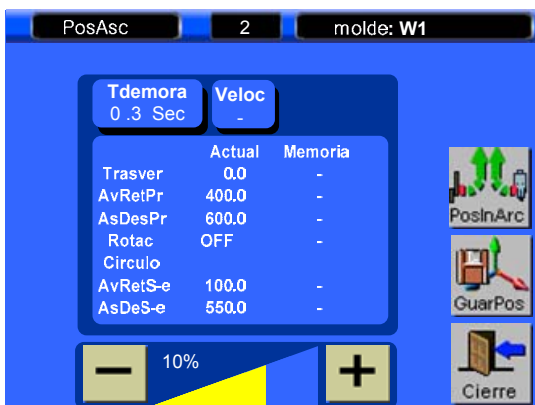 PosAsc 2 molde: W1
Tdemora Veloc
0 .3 Sec -
Actual Memoria
Trasver 0.0 -
AvRetPr 400.0 -
AsDesPr 600.0 -
Rotac OFF -
Circulo
AvRetS-e 100.0 -
AsDeS-e 550.0 -
PosInArc
GuarPos
Cierre
− 10% +